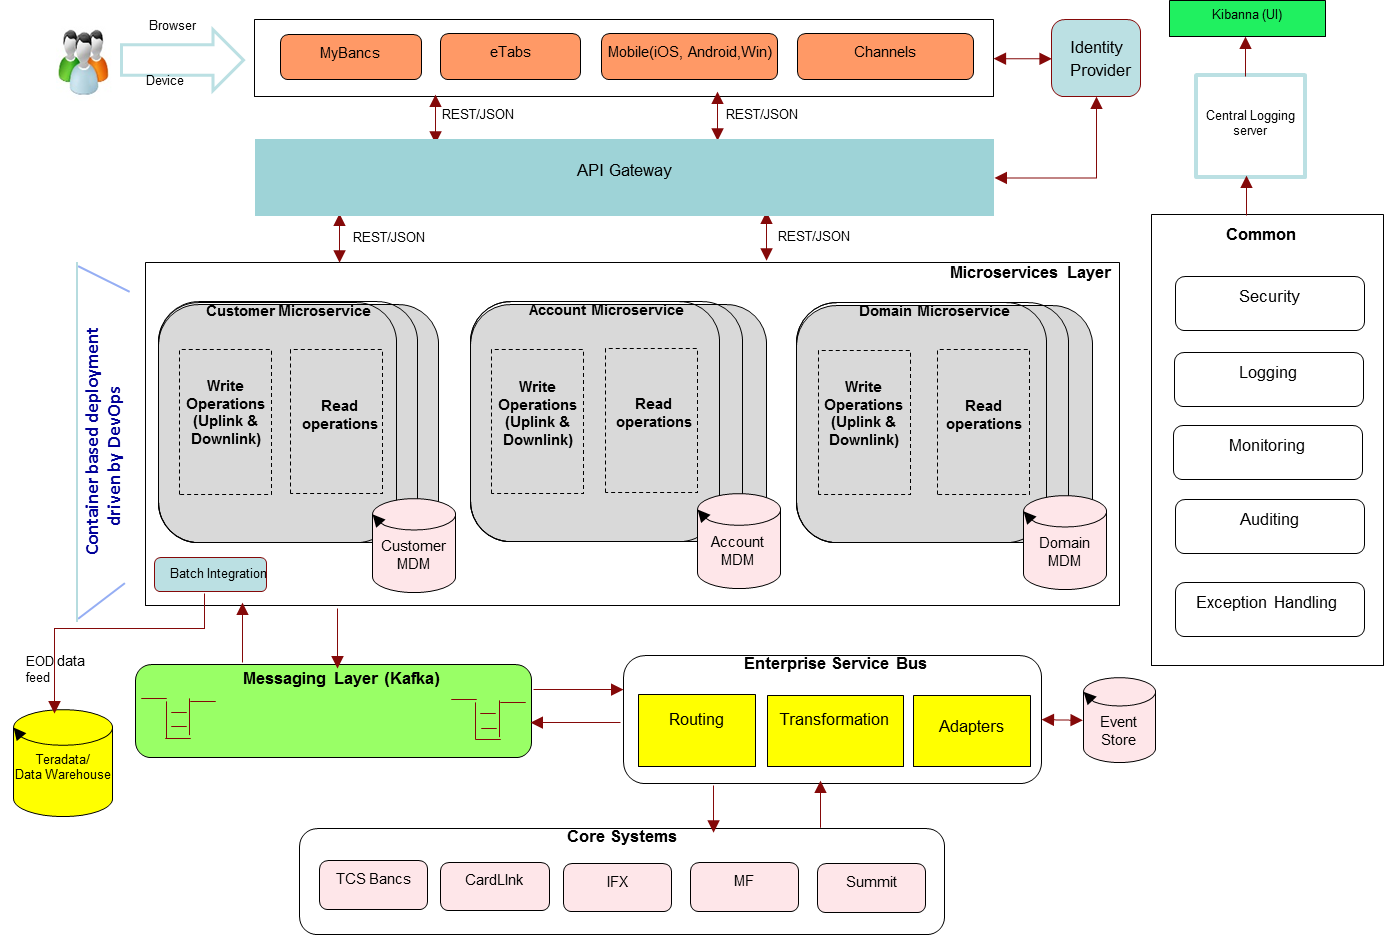 Browser
Device
MyBancs
eTabs
Mobile(iOS, Android,Win)
Channels
Identity
Provider
Kibanna (UI)
REST/JSON
REST/JSON
Central Logging
server
API Gateway
REST/JSON
REST/JSON
Common
Security
Logging
Monitoring
Auditing
Exception Handling
Microservices Layer
Container based deployment
driven by DevOps
Customer Microservice
Write
Operations
(Uplink &
Downlink)
Read
operations
Customer
MDM
Account Microservice
Write
Operations
(Uplink &
Downlink)
Read
operations
Account
MDM
Domain Microservice
Write
Operations
(Uplink &
Downlink)
Read
operations
Domain
MDM
Batch Integration
EOD data
feed
Teradata/
Data Warehouse
Messaging Layer (Kafka)
Enterprise Service Bus
Routing
Transformation
Adapters
Event
Store
Core Systems
TCS Bancs
CardLInk
IFX
MF
Summit